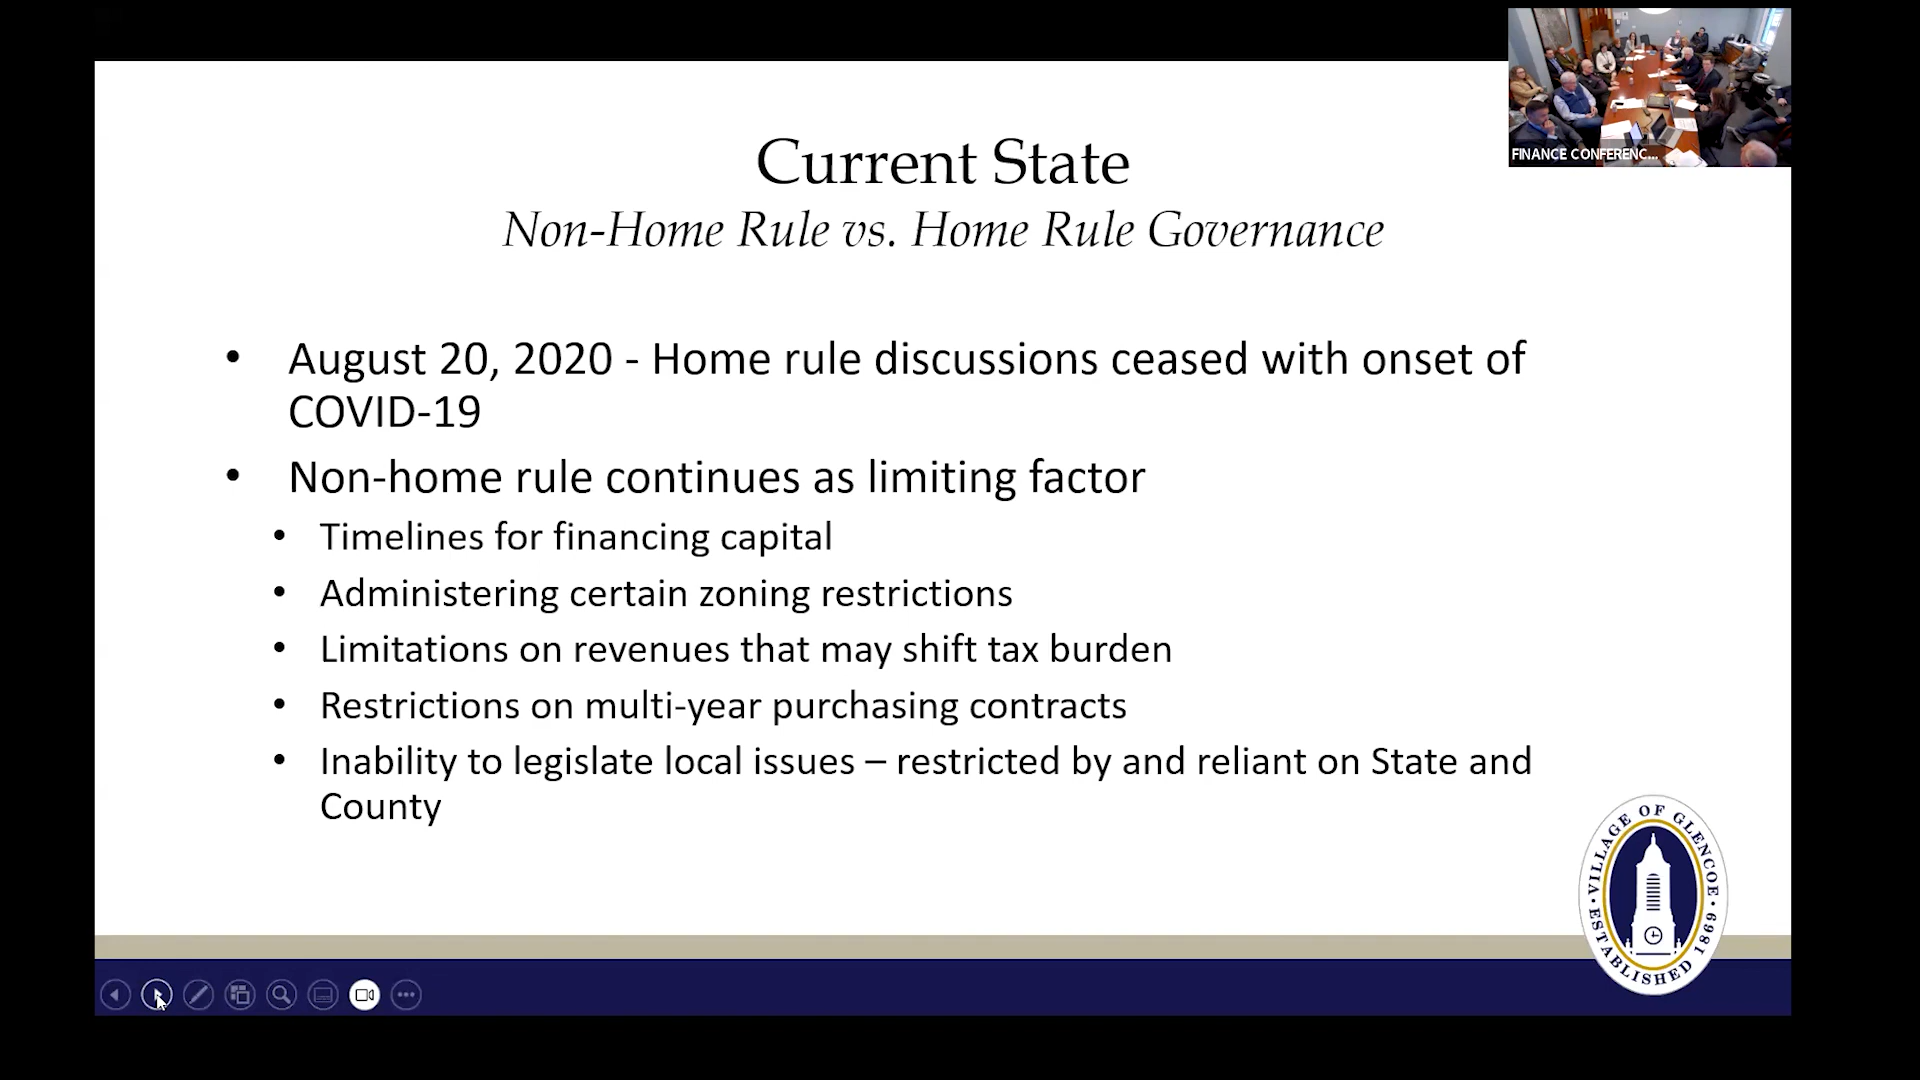 FINANCE CONFERENC...
Current State
Non-Home Rule vs. Home Rule Governance
• August 20, 2020 - Home rule discussions ceased with onset of
COVID-19
• Non-home rule continues as limiting factor
• Timelines for financing capital
• Administering certain zoning restrictions
• Limitations on revenues that may shift tax burden
• Restrictions on multi-year purchasing contracts
• Inability to legislate local issues – restricted by and reliant on State and
County
VILLAGE OF GLENCOE
ESTABLISHED 1869